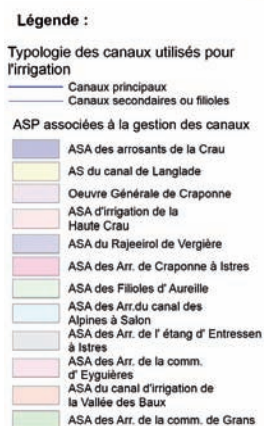 Légende :
Typologie des canaux utilisés pour
l'irrigation
Canaux principaux
Canaux secondaires ou filioles
ASP associées à la gestion des canaux
ASA des arrosants de la Crau
AS du canal de Langlade
Oeuvre Générale de Craponne
ASA d'irrigation de la
Haute Crau
ASA du Rajeeirol de Vergière
ASA des Arr. de Craponne à Istres
ASA des Filioles d' Aureille
ASA des Arr.du canal des
Alpines à Salon
ASA des Arr. de l' étang d' Entressen
à Istres
ASA des Arr. de la comm.
d' Eyguières
ASA du canal d'irrigation de
la Vallée des Baux
ASA des Arr. de la comm. de Grans